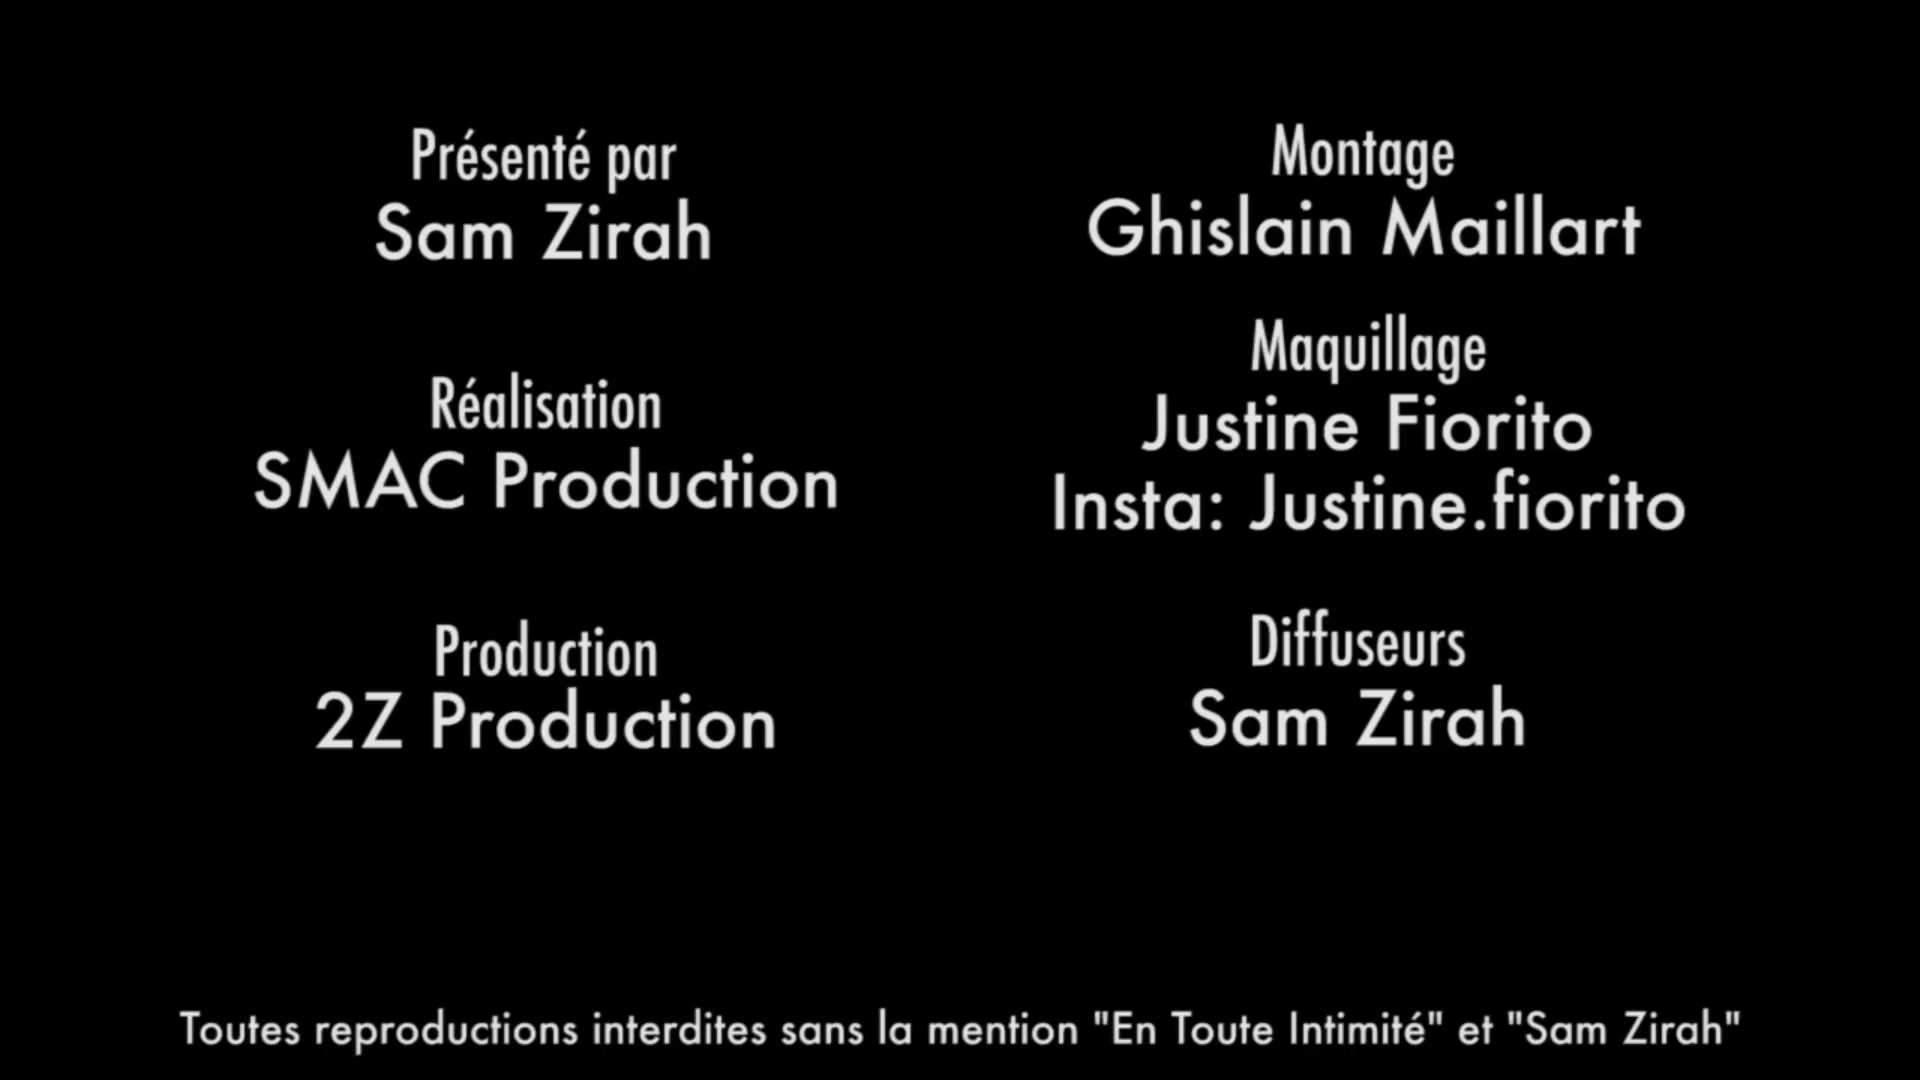 Présenté par
Sam Zirah
Réalisation
SMAC Production
Production
2Z Production
Montage
Ghislain Maillart
Maquillage
Justine Fiorito
Insta: Justine.fiorito
Diffuseurs
Sam Zirah
Toutes reproductions interdites sans la mention "En Toute Intimité" et "Sam Zirah"